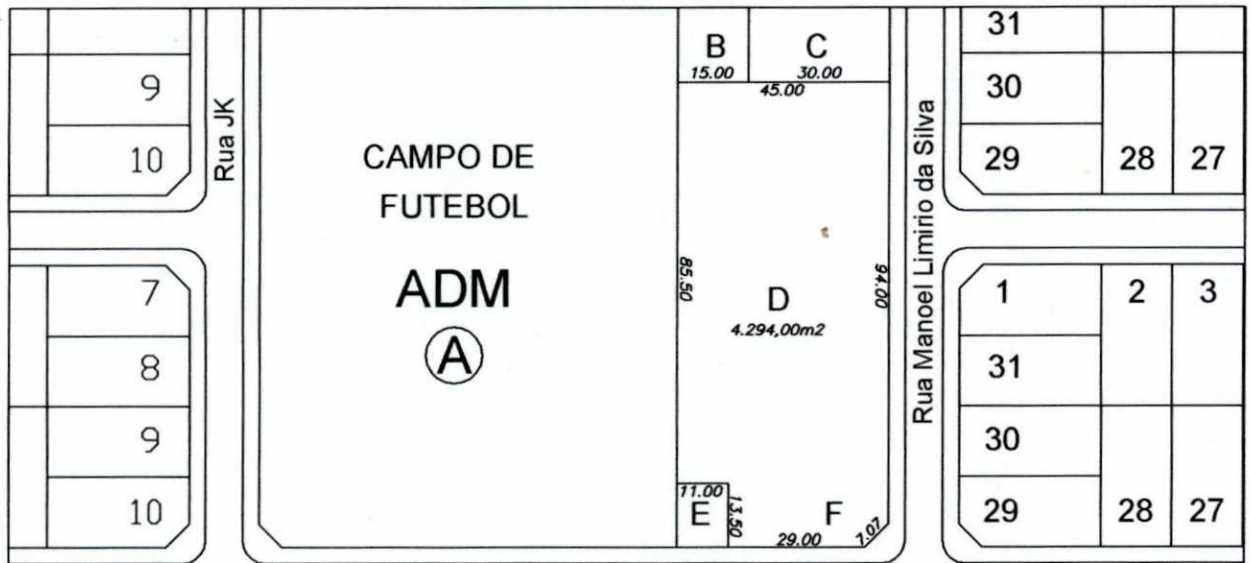 9
10
7
8
9
10
Rua JK
CAMPO DE
FUTEBOL
ADM
A
B
15.00
C
30.00
45.00
85.50
D
4.294,00m2
94.00
11.00
E
13.50
F
29.00
7.07
Rua Manoel Limirio da Silva
31
30
29
28
27
1
2
3
31
30
29
28
27